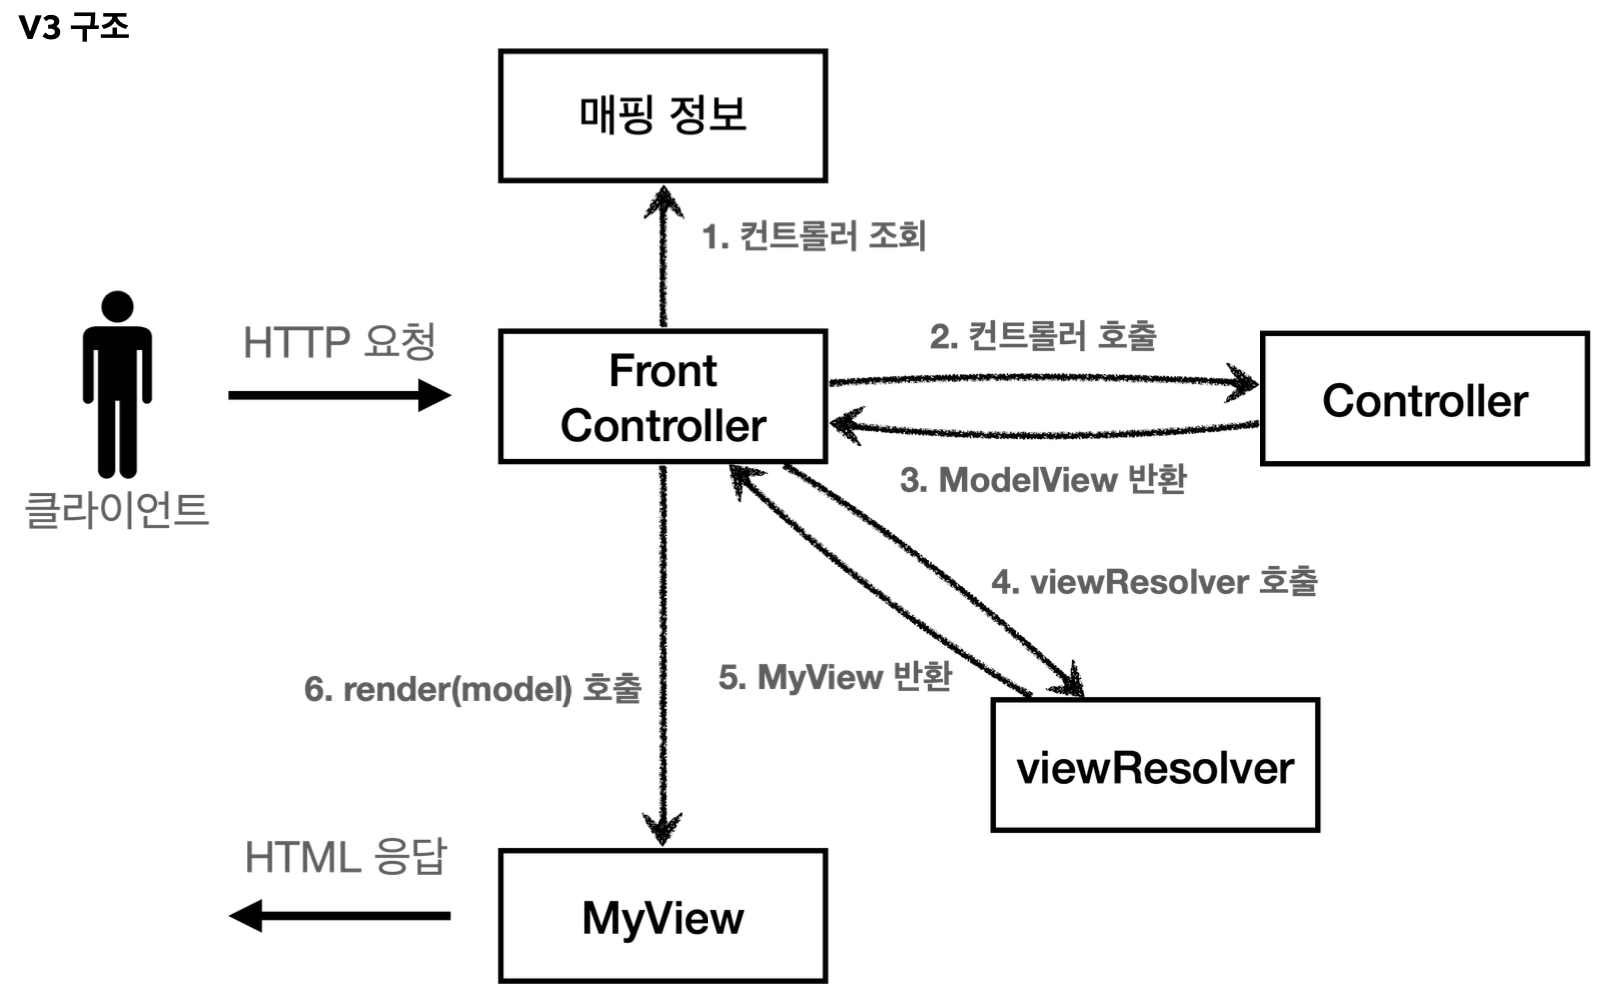 V3 구조
매핑 정보
1. 컨트롤러 조회
HTTP 요청
클라이언트
Front
Controller
2. 컨트롤러 호출
Controller
3. ModelView 반환
4. viewResolver 호출
5. MyView 반환
6. render(model) 호출
viewResolver
HTML 응답
MyView